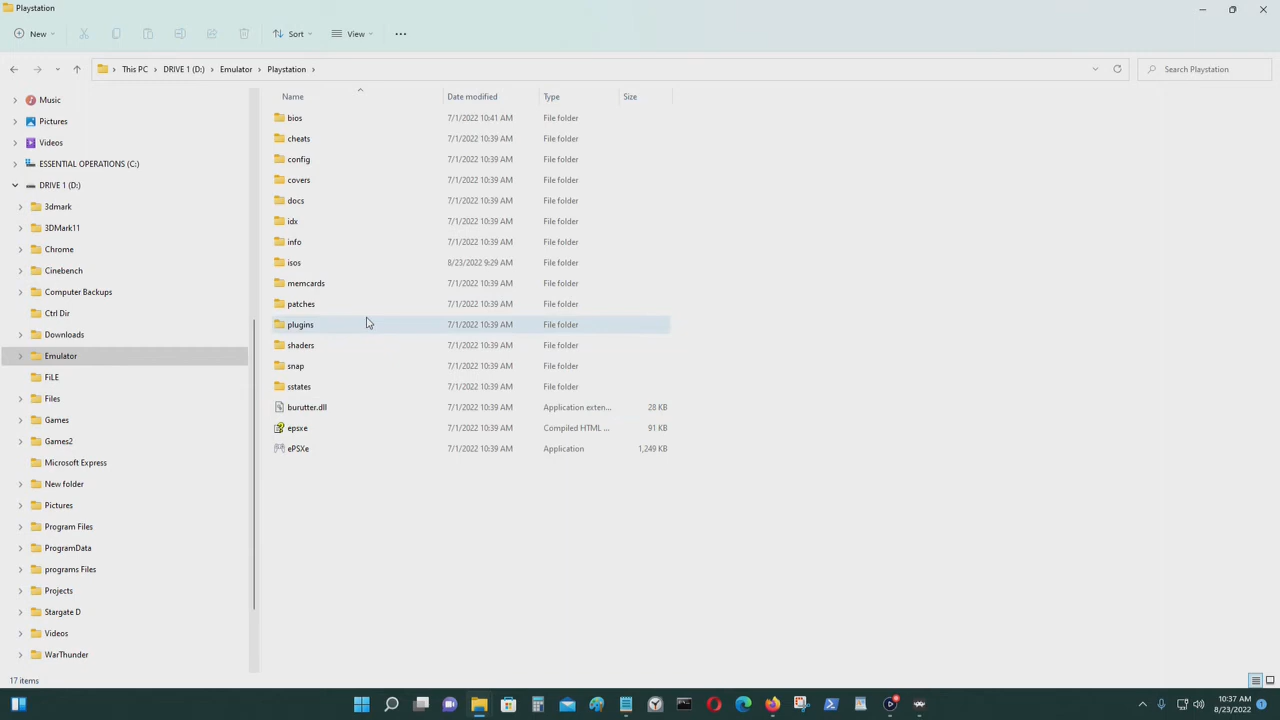 Playstation
New
Sort
View
This PC
DRIVE 1 (D:)
Emulator
Playstation
Search Playstation
Music
Pictures
Videos
ESSENTIAL OPERATIONS (C:)
DRIVE 1 (D:)
3dmark
3DMark11
Chrome
Cinebench
Computer Backups
Ctrl Dir
Downloads
Emulator
FiLE
Files
Games
Games2
Microsoft Express
New folder
Pictures
Program Files
ProgramData
programs Files
Projects
Stargate D
Videos
WarThunder
Name Date modified Type Size
bios 7/1/2022 10:41 AM File folder
cheats 7/1/2022 10:39 AM File folder
config 7/1/2022 10:39 AM File folder
covers 7/1/2022 10:39 AM File folder
docs 7/1/2022 10:39 AM File folder
idx 7/1/2022 10:39 AM File folder
info 7/1/2022 10:39 AM File folder
isos 8/23/2022 9:29 AM File folder
memcards 7/1/2022 10:39 AM File folder
patches 7/1/2022 10:39 AM File folder
plugins 7/1/2022 10:39 AM File folder
shaders 7/1/2022 10:39 AM File folder
snap 7/1/2022 10:39 AM File folder
sstates 7/1/2022 10:39 AM File folder
burutter.dll 7/1/2022 10:39 AM Application exten... 28 KB
epsxe 7/1/2022 10:39 AM Compiled HTML ... 91 KB
ePSXe 7/1/2022 10:39 AM Application 1,249 KB
17 items
10:37 AM
8/23/2022